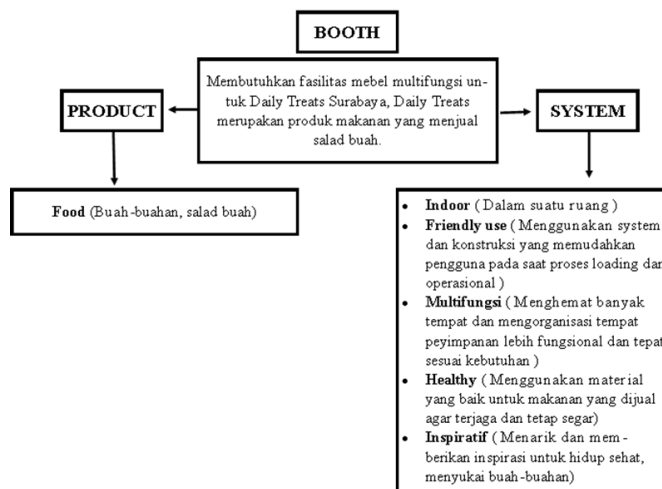 BOOTH
Membutuhkan fasilitas mebel multifungsi un-
tuk Daily Treats Surabaya, Daily Treats
merupakan produk makanan yang menjual
salad buah.
PRODUCT
SYSTEM
Food (Buah-buahan, salad buah)
• Indoor ( Dalam suatu ruang )
• Friendly use ( Menggunakan system
dan konstruksi yang memudahkan
pengguna pada saat proses loading dan
operasional )
• Multifungsi ( Menghemat banyak
tempat dan mengorganisasi tempat
peyimpanan lebih fungsional dan tepat
sesuai kebutuhan )
• Healthy ( Menggunakan material
yang baik untuk makanan yang dijual
agar terjaga dan tetap segar)
• Inspiratif ( Menarik dan mem -
berikan inspirasi untuk hidup sehat,
menyukai buah-buahan)